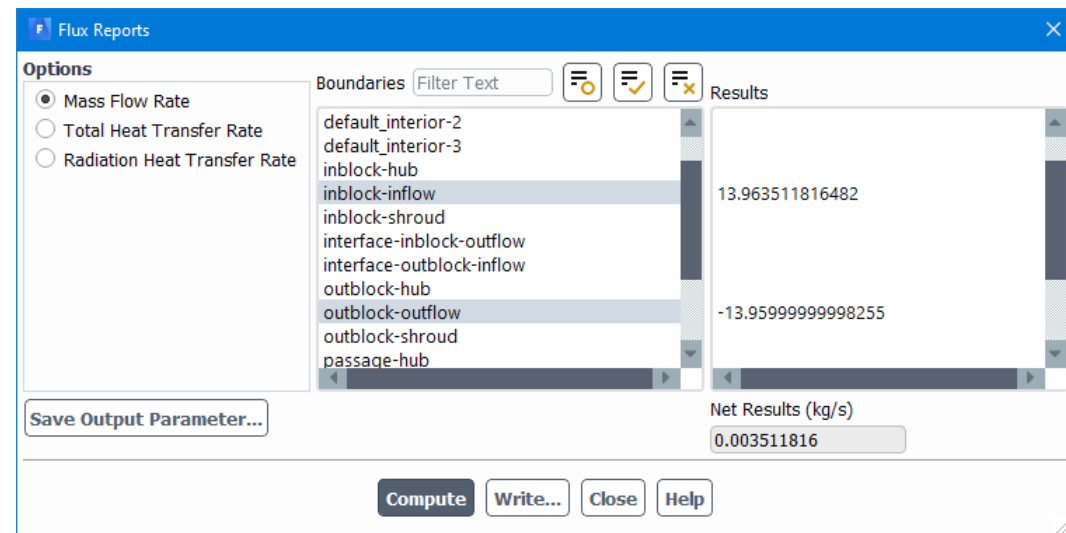 Flux Reports
Options
Mass Flow Rate
Total Heat Transfer Rate
Radiation Heat Transfer Rate
Boundaries Filter Text
default_interior-2
default_interior-3
inblock-hub
inblock-inflow
inblock-shroud
interface-inblock-outflow
interface-outblock-inflow
outblock-hub
outblock-outflow
outblock-shroud
passage-hub
Results
13.963511816482
-13.95999999998255
Save Output Parameter...
Net Results (kg/s)
0.003511816
Compute Write... Close Help